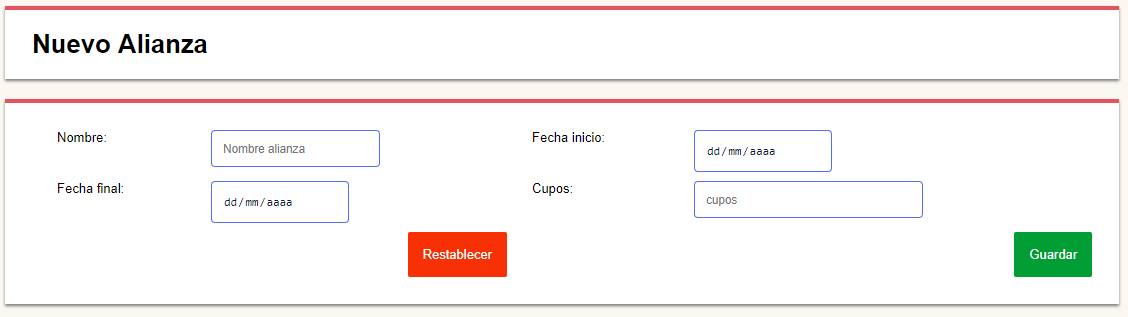 Nuevo Alianza
Nombre:
Nombre alianza
Fecha inicio:
dd/mm/aaaa
Fecha final:
dd/mm/aaaa
Cupos:
cupos
Restablecer
Guardar